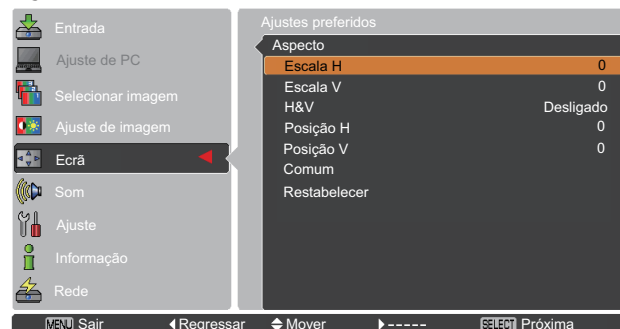 Entrada
Ajuste de PC
Selecionar imagem
Ajuste de imagem
Ecrã
Som
Ajuste
Informação
Rede
Ajustes preferidos
Aspecto
Escala H 0
Escala V 0
H&V Desligado
Posição H 0
Posição V 0
Comum
Restabelecer
MENU Sair Regressar Mover ----- SELECT Próxima